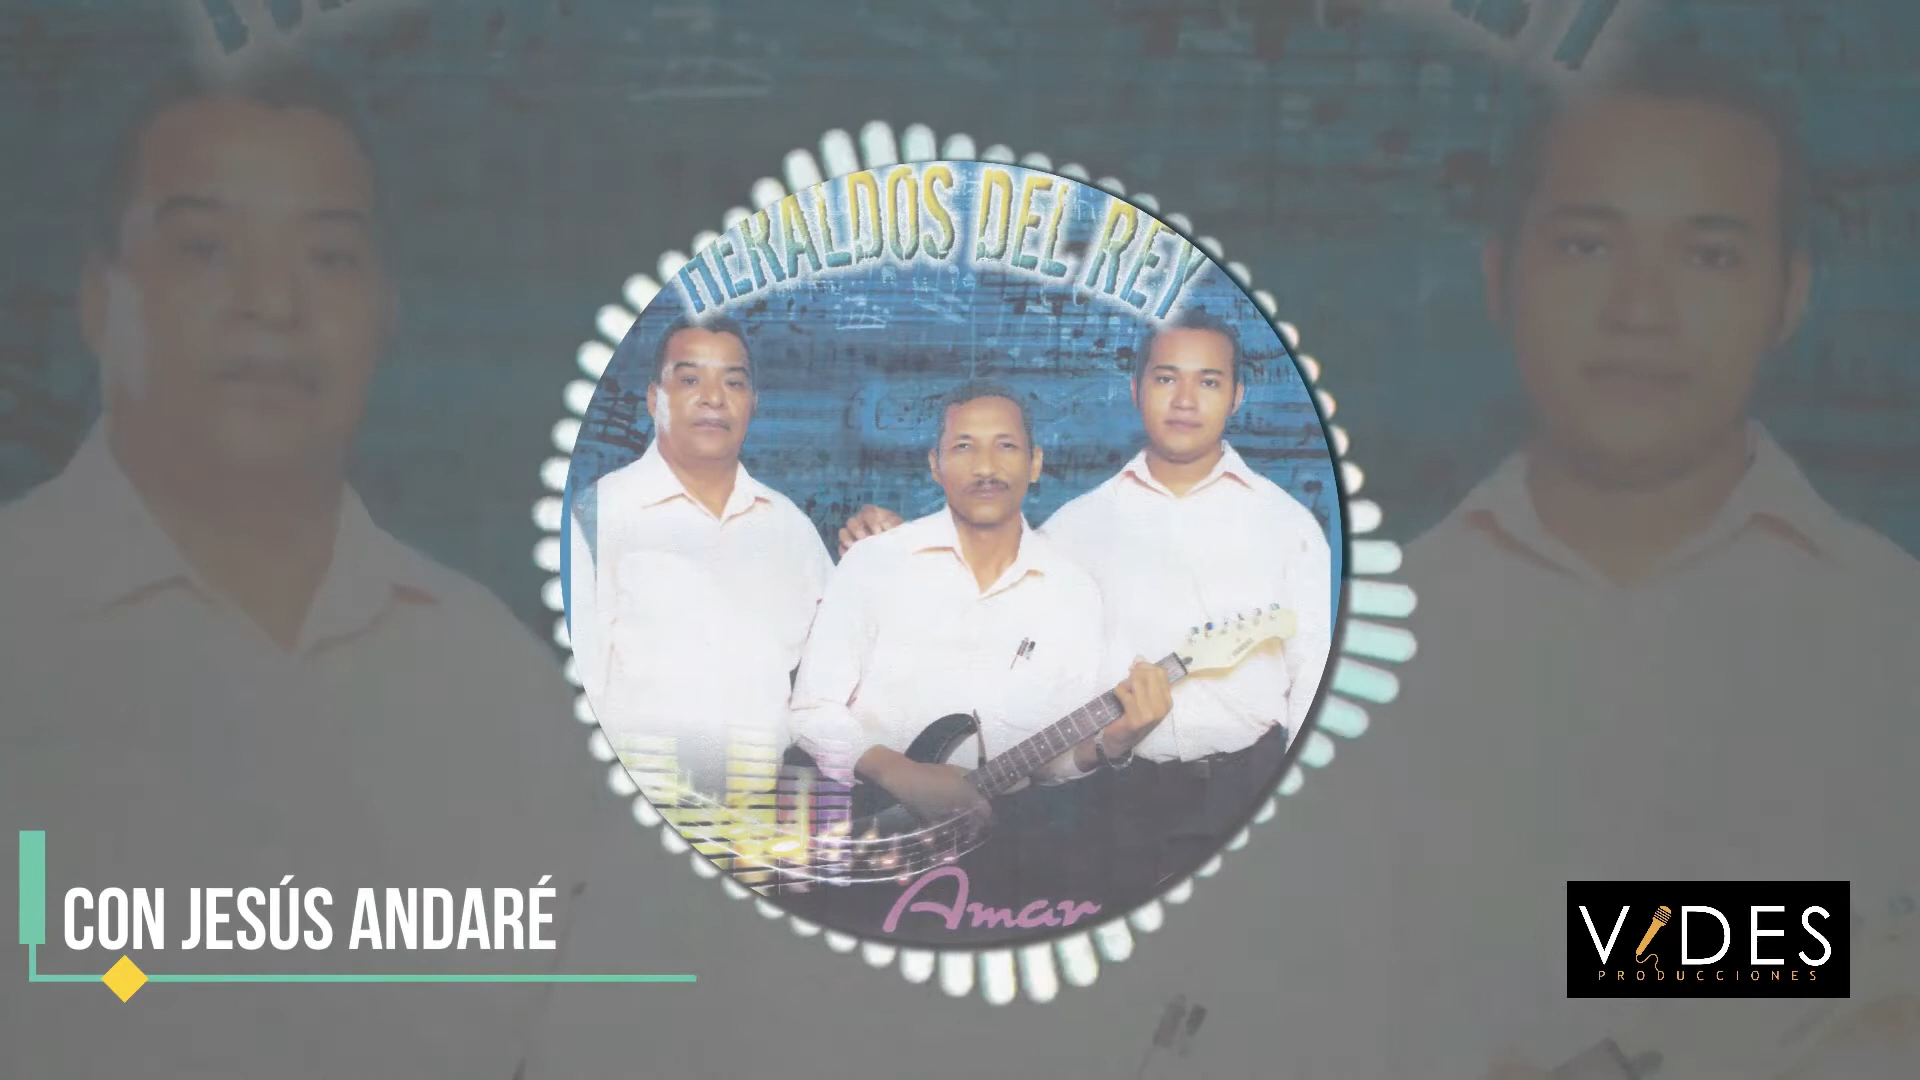 HERALDOS DEL REY
Amar
CON JESÚS ANDARÉ
VIDES
PRODUCCIONES